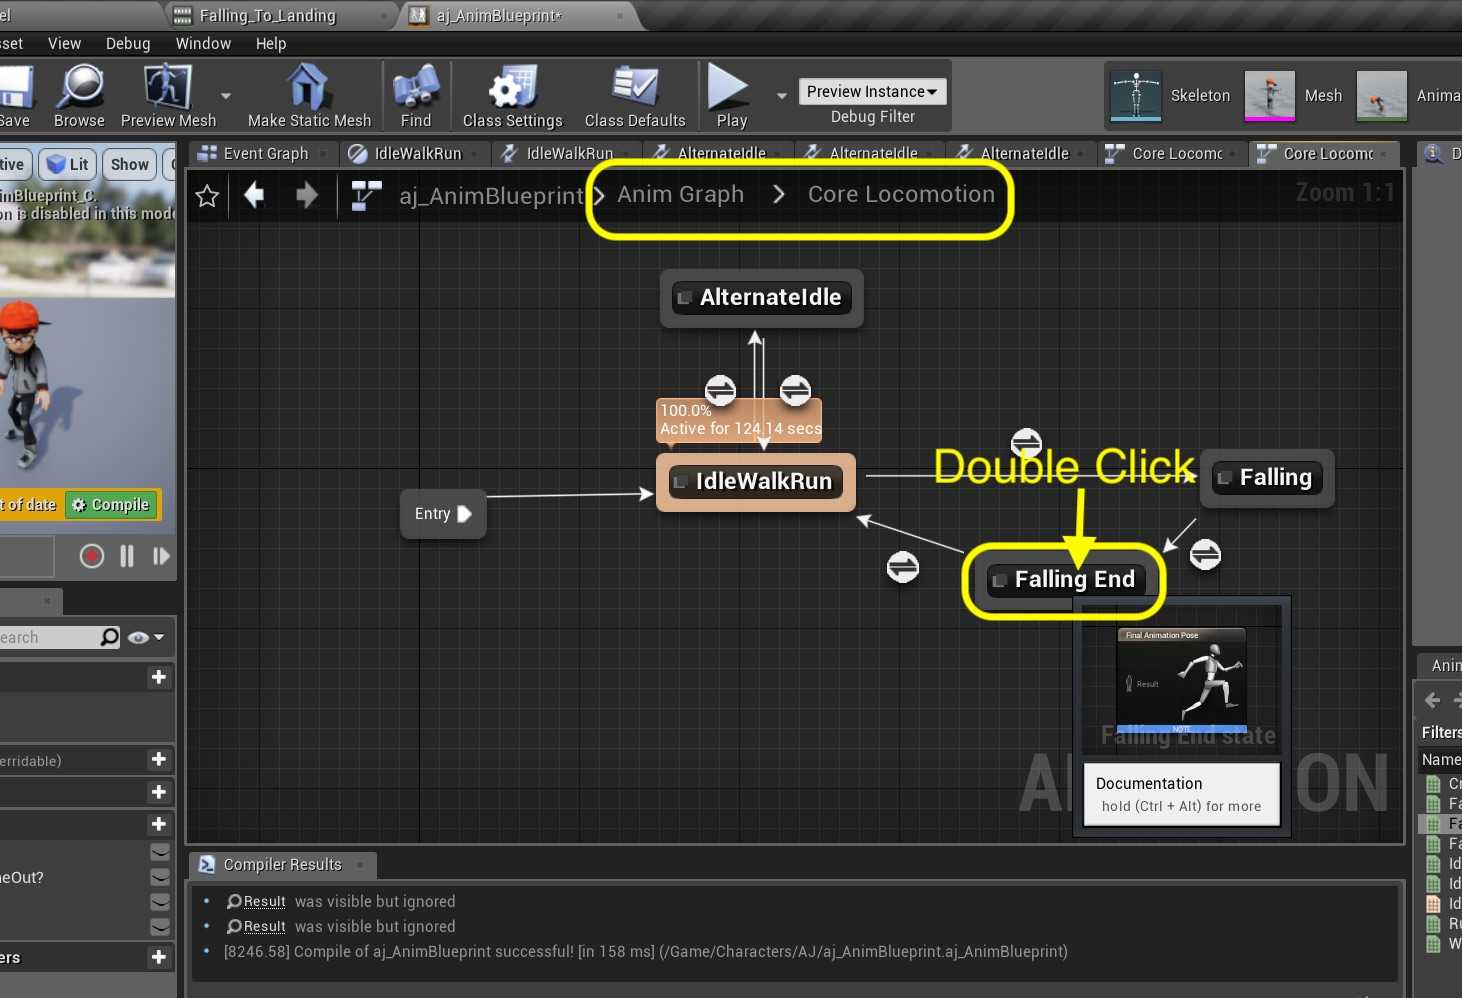 el
Falling_To_Landing
aj_AnimBlueprint*
sset View Debug Window Help
Save Browse Preview Mesh Make Static Mesh Find Class Settings Class Defaults Play
Preview Instance
Debug Filter
Skeleton Mesh Anima
Event Graph IdleWalkRun IdleWalkRun AlternateIdle AlternateIdle AlternateIdle Core Locomo Core Locomo D
tive Lit Show
imBlueprint_C.
on is disabled in this mode
aj_AnimBlueprint > Anim Graph > Core Locomotion
Zoom 1:1
AlternateIdle
100.0%
Active for 124.14 secs
IdleWalkRun
Double Click
Falling
Entry
t of date Compile
Falling End
Final Animation Pose
Result
NOTE
Falling End state
Documentation
hold (Ctrl + Alt) for more
ON
earch
erridable)
eOut?
ers
Anim
Filters
Name
Cr
Fa
Fa
Fa
Id
Id
Id
Ru
W
Compiler Results
Result was visible but ignored
Result was visible but ignored
[8246.58] Compile of aj_AnimBlueprint successful! [in 158 ms] (/Game/Characters/AJ/aj_AnimBlueprint.aj_AnimBlueprint)